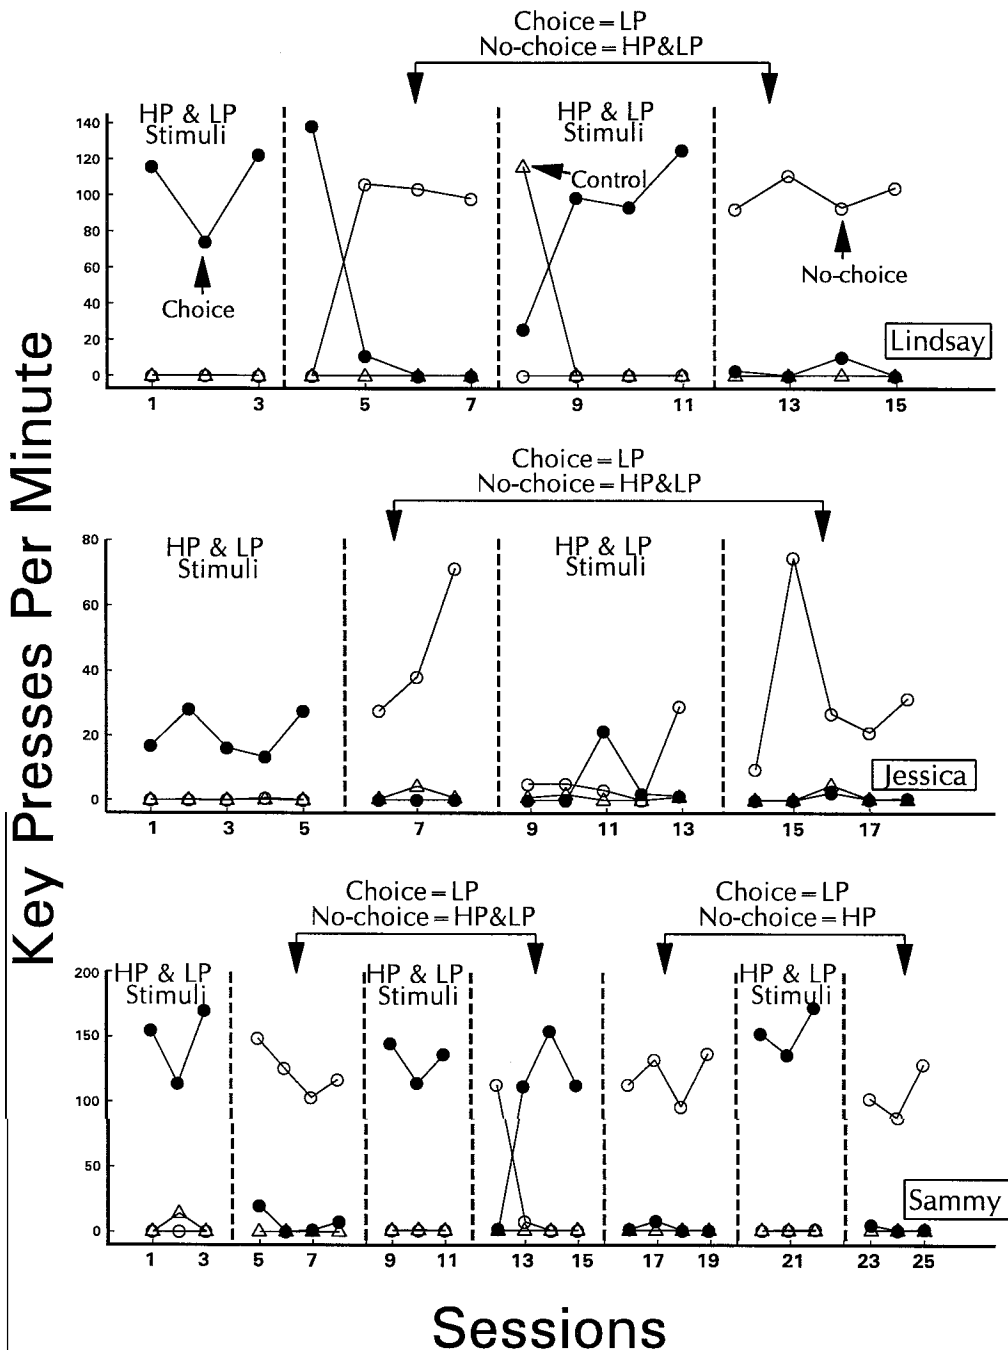 Key Presses Per Minute
Choice = LP
No-choice = HP&LP
HP & LP
Stimuli
HP & LP
Stimuli
140
120
100
80
60
40
20
0
Control
Choice
No-choice
Lindsay
1 3 5 7 9 11 13 15
Choice = LP
No-choice = HP&LP
HP & LP
Stimuli
HP & LP
Stimuli
80
60
40
20
0
Jessica
1 3 5 7 9 11 13 15 17
Choice = LP
No-choice = HP&LP
Choice = LP
No-choice = HP
HP & LP
Stimuli
HP & LP
Stimuli
HP & LP
Stimuli
200
150
100
50
0
Sammy
1 3 5 7 9 11 13 15 17 19 21 23 25
Sessions